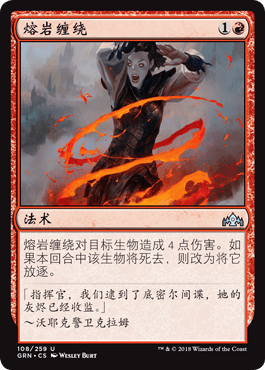 熔岩缠绕 1
法术
熔岩缠绕对目标生物造成4点伤害。如
果本回合中该生物将死去,则改为将它
放逐。
「指挥官,我们逮到了底密尔间谍,她的
灰烬已经收监。」
~沃耶克警卫克拉姆
108/259 U
GRN • CS WESLEY BURT
™ & © 2018 Wizards of the Coast